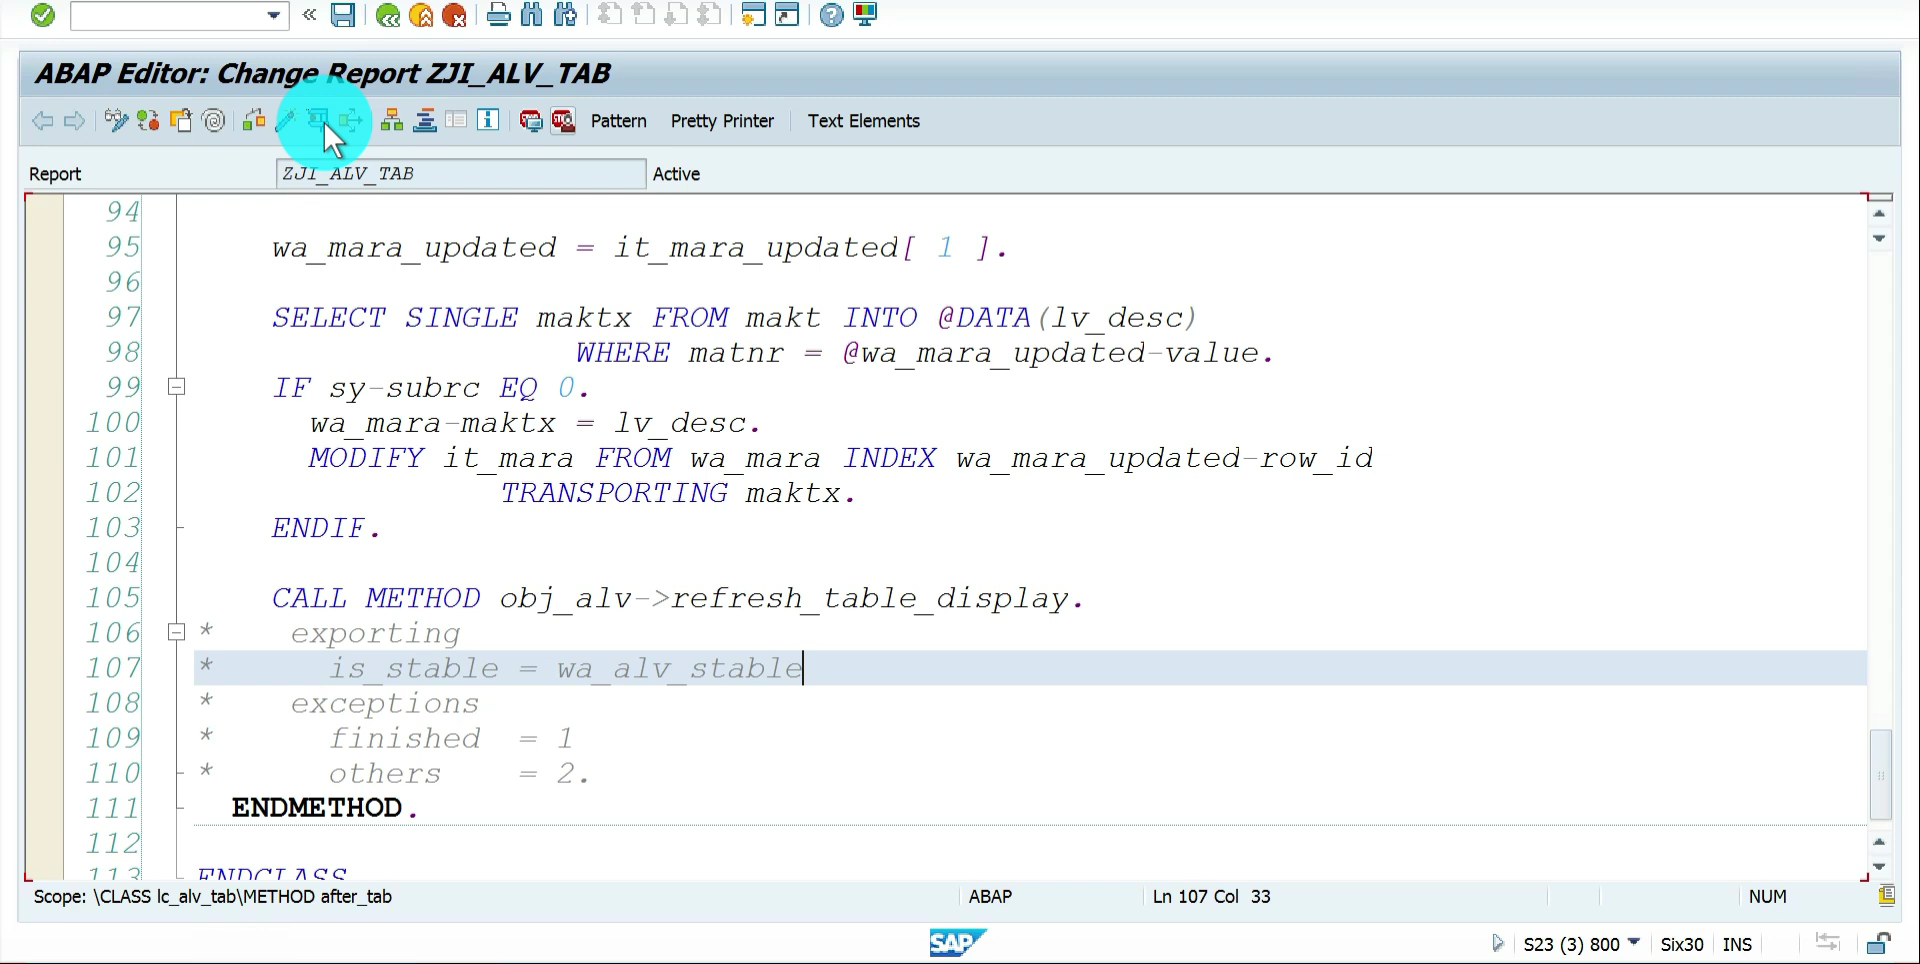 ABAP Editor: Change Report ZJI_ALV_TAB
Pattern Pretty Printer Text Elements
Report ZJI_ALV_TAB Active
94
95 wa_mara_updated = it_mara_updated[ 1 ].
96
97 SELECT SINGLE maktx FROM makt INTO @DATA(lv_desc)
98 WHERE matnr = @wa_mara_updated-value.
99 IF sy-subrc EQ 0.
100 wa_mara-maktx = lv_desc.
101 MODIFY it_mara FROM wa_mara INDEX wa_mara_updated-row_id
102 TRANSPORTING maktx.
103 ENDIF.
104
105 CALL METHOD obj_alv->refresh_table_display.
106 * exporting
107 * is_stable = wa_alv_stable
108 * exceptions
109 * finished = 1
110 * others = 2.
111 ENDMETHOD.
112
113 ENDCLASS
Scope: \CLASS lc_alv_tab\METHOD after_tab ABAP Ln 107 Col 33 NUM
SAP S23 (3) 800 Six30 INS